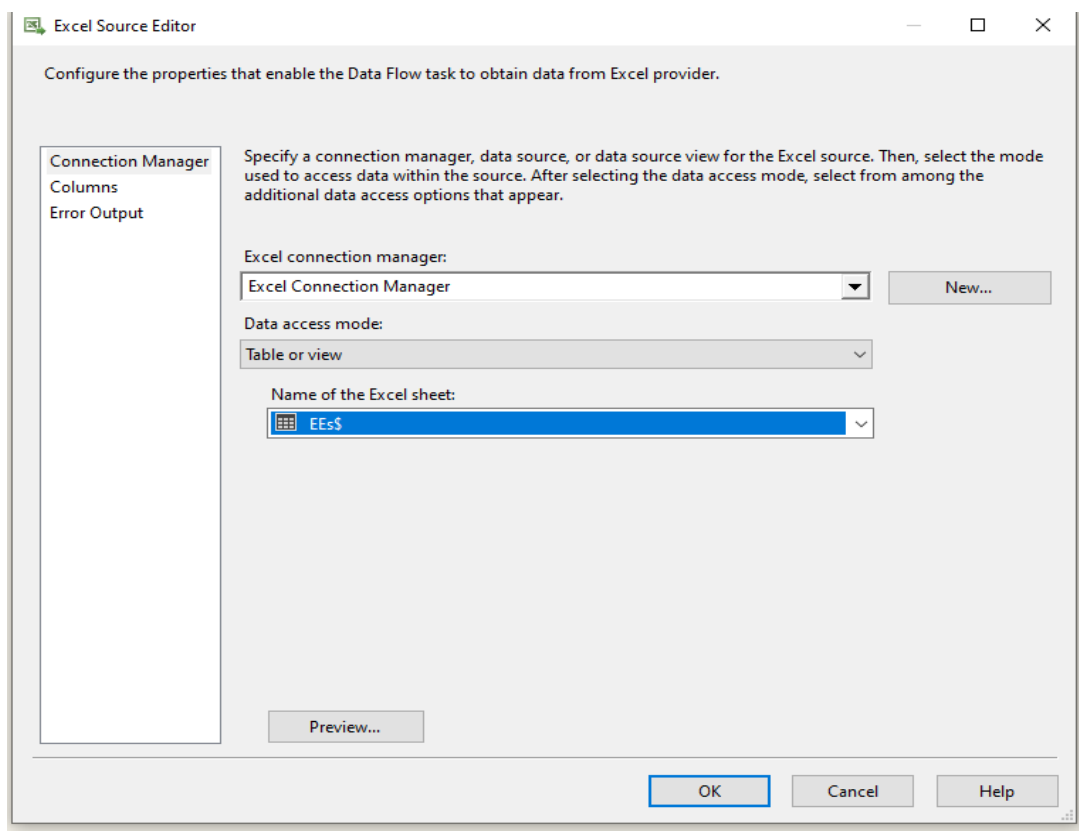 Excel Source Editor
Configure the properties that enable the Data Flow task to obtain data from Excel provider.
Connection Manager
Columns
Error Output
Specify a connection manager, data source, or data source view for the Excel source. Then, select the mode
used to access data within the source. After selecting the data access mode, select from among the
additional data access options that appear.
Excel connection manager:
Excel Connection Manager
New...
Data access mode:
Table or view
Name of the Excel sheet:
EEs$
Preview...
OK
Cancel
Help